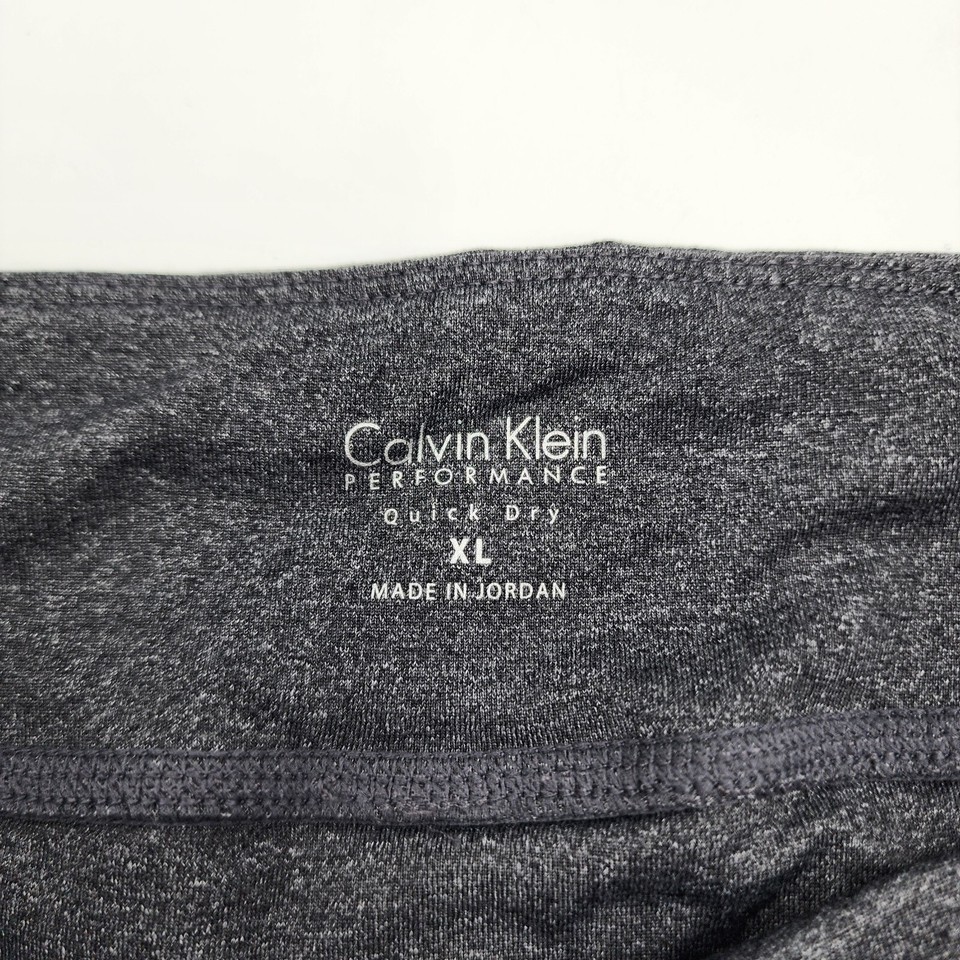 Calvin Klein
PERFORMANCE
Quick Dry
XL
MADE IN JORDAN